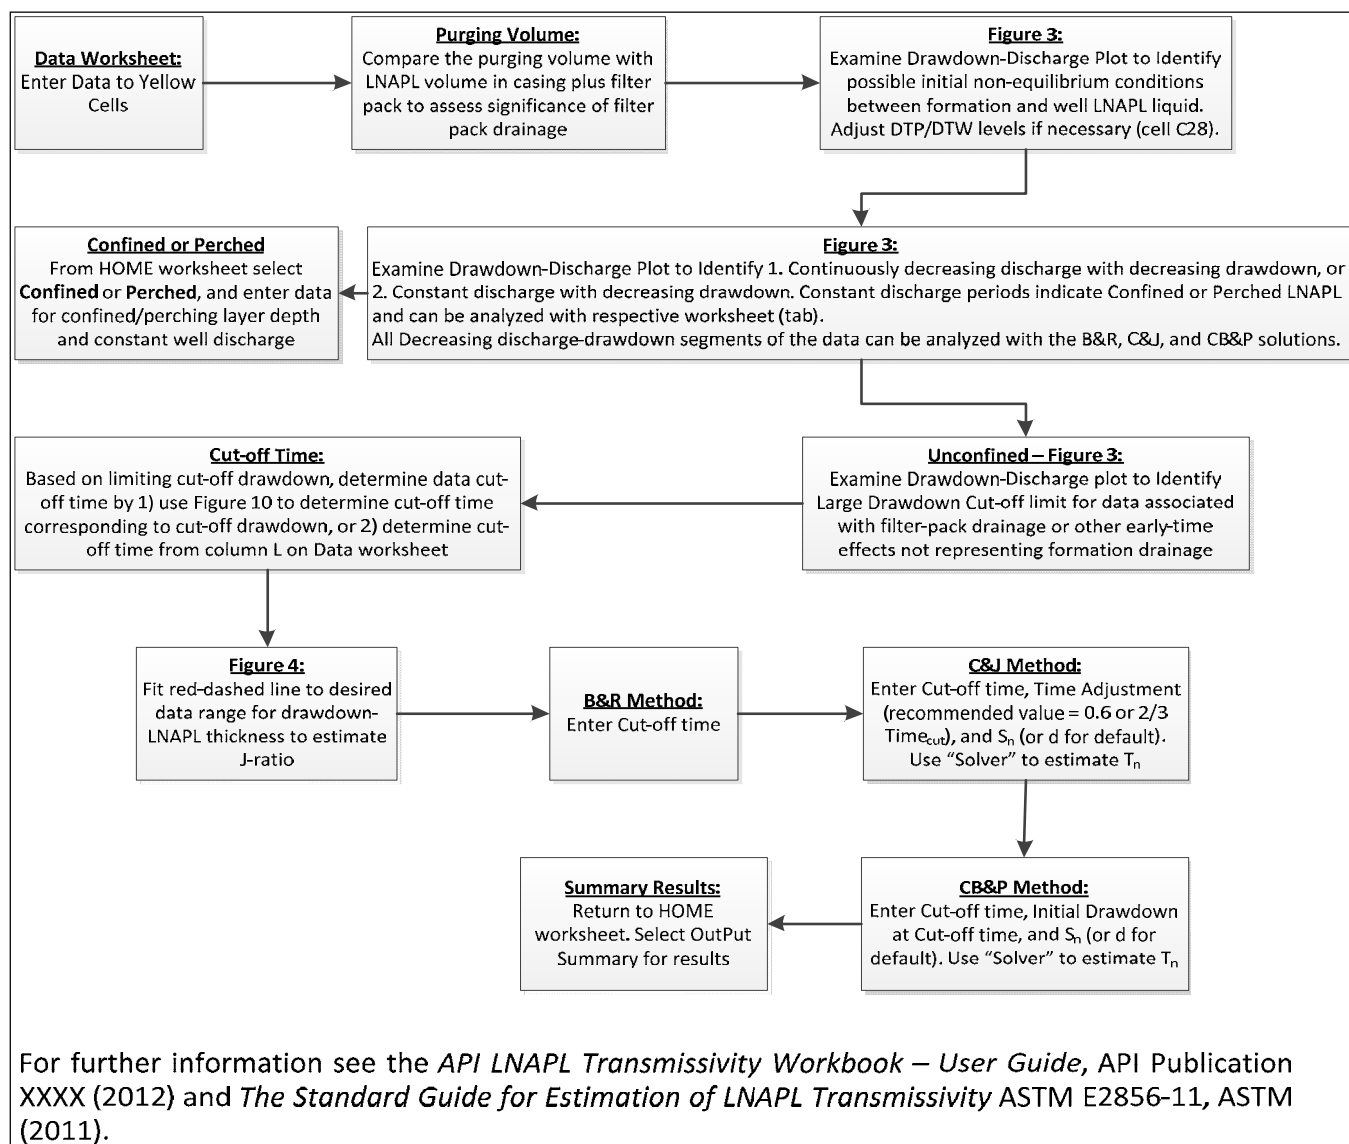 Data Worksheet:
Enter Data to Yellow
Cells
Purging Volume:
Compare the purging volume with
LNAPL volume in casing plus filter
pack to assess significance of filter
pack drainage
Figure 3:
Examine Drawdown-Discharge Plot to Identify
possible initial non-equilibrium conditions
between formation and well LNAPL liquid.
Adjust DTP/DTW levels if necessary (cell C28).
Confined or Perched
From HOME worksheet select
Confined or Perched, and enter data
for confined/perching layer depth
and constant well discharge
Figure 3:
Examine Drawdown-Discharge Plot to Identify 1. Continuously decreasing discharge with decreasing drawdown, or
2. Constant discharge with decreasing drawdown. Constant discharge periods indicate Confined or Perched LNAPL
and can be analyzed with respective worksheet (tab).
All Decreasing discharge-drawdown segments of the data can be analyzed with the B&R, C&J, and CB&P solutions.
Unconfined – Figure 3:
Examine Drawdown-Discharge plot to Identify
Large Drawdown Cut-off limit for data associated
with filter-pack drainage or other early-time
effects not representing formation drainage
Cut-off Time:
Based on limiting cut-off drawdown, determine data cut-
off time by 1) use Figure 10 to determine cut-off time
corresponding to cut-off drawdown, or 2) determine cut-
off time from column L on Data worksheet
Figure 4:
Fit red-dashed line to desired
data range for drawdown-
LNAPL thickness to estimate
J-ratio
B&R Method:
Enter Cut-off time
C&J Method:
Enter Cut-off time, Time Adjustment
(recommended value = 0.6 or 2/3
Timecut), and Sn (or d for default).
Use “Solver” to estimate Tn
CB&P Method:
Enter Cut-off time, Initial Drawdown
at Cut-off time, and Sn (or d for
default). Use “Solver” to estimate Tn
Summary Results:
Return to HOME
worksheet. Select OutPut
Summary for results
For further information see the API LNAPL Transmissivity Workbook – User Guide, API Publication
XXXX (2012) and The Standard Guide for Estimation of LNAPL Transmissivity ASTM E2856-11, ASTM
(2011).